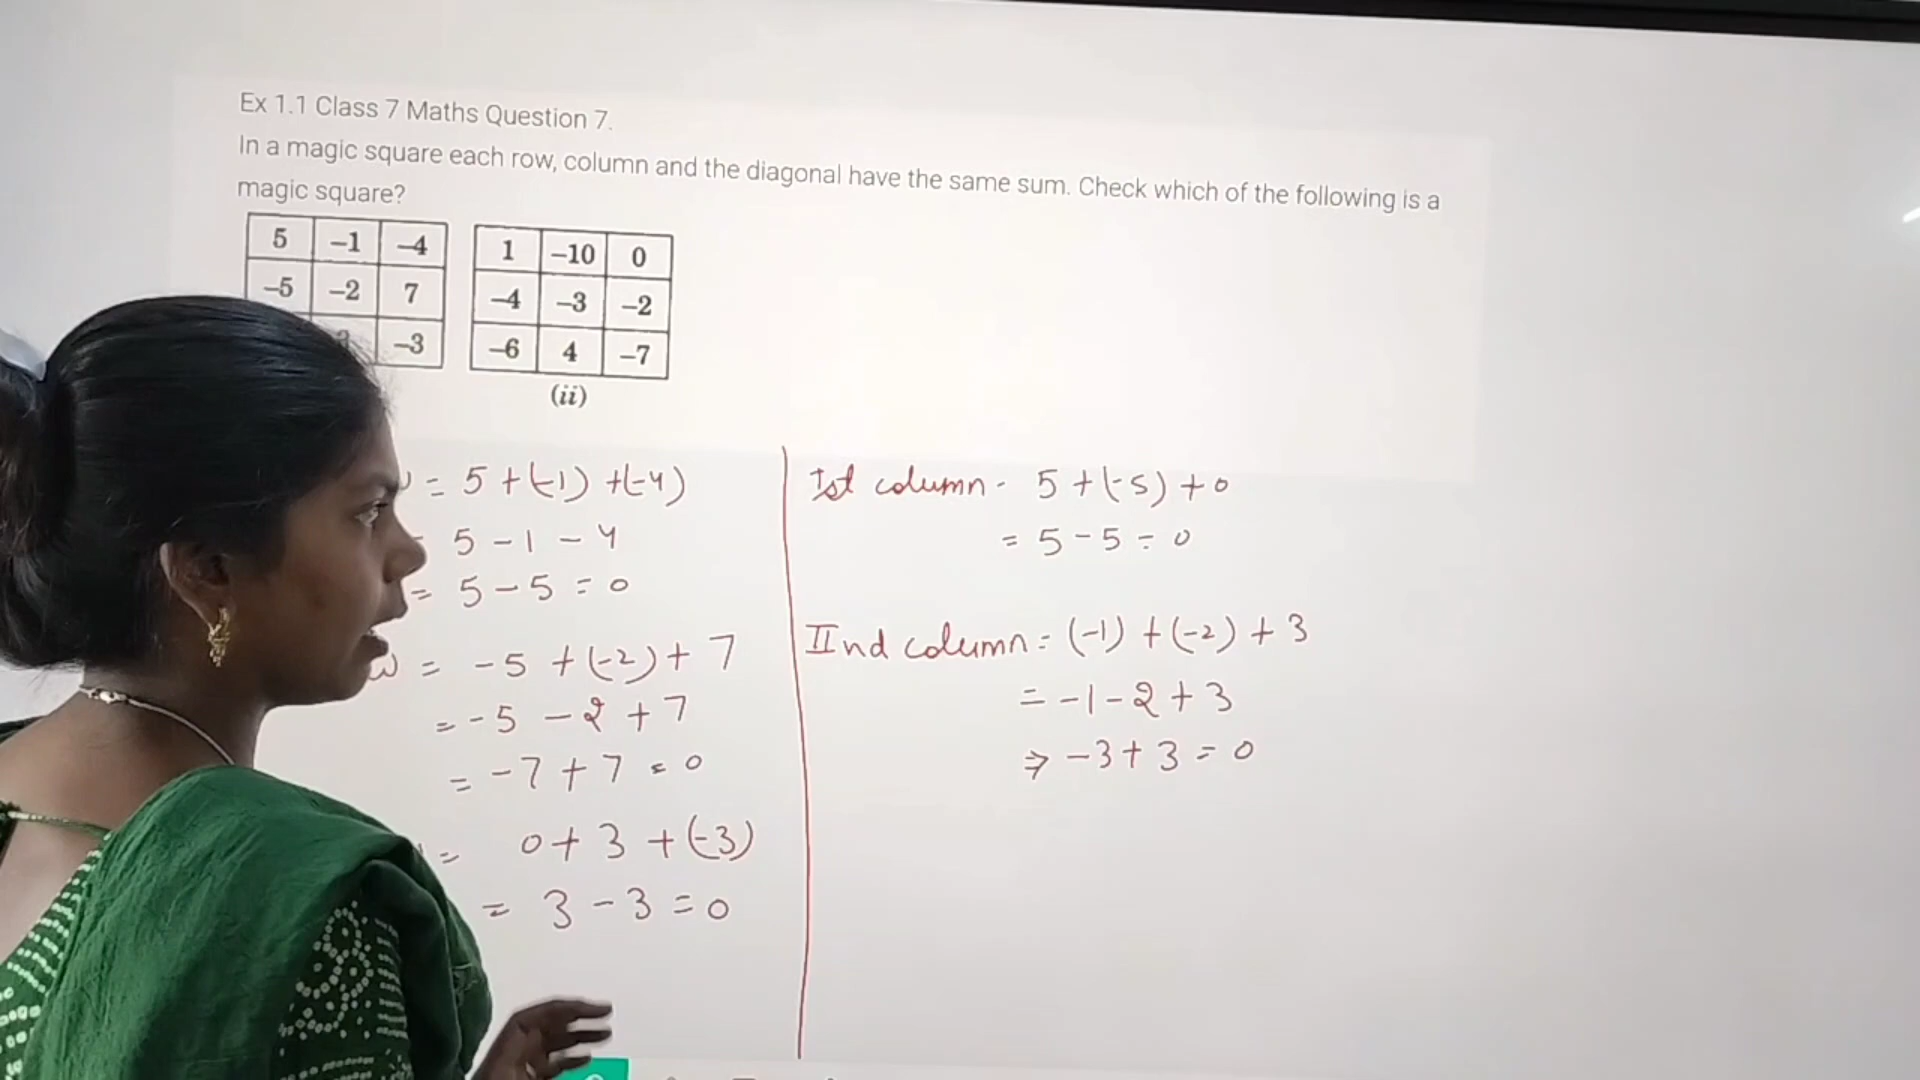 Ex 1.1 Class 7 Maths Question 7.
In a magic square each row, column and the diagonal have the same sum. Check which of the following is a
magic square?
5 -1 -4
-5 -2 7
-3
1 -10 0
-4 -3 -2
-6 4 -7
(ii)
= 5 + (-1) + (-4)
= 5 - 1 - 4
= 5 - 5 = 0
= -5 + (-2) + 7
= -5 - 2 + 7
= -7 + 7 = 0
= 0 + 3 + (-3)
= 3 - 3 = 0
Ist column - 5 + (-5) + 0
= 5 - 5 = 0
IInd column = (-1) + (-2) + 3
= -1 - 2 + 3
⇒ -3 + 3 = 0